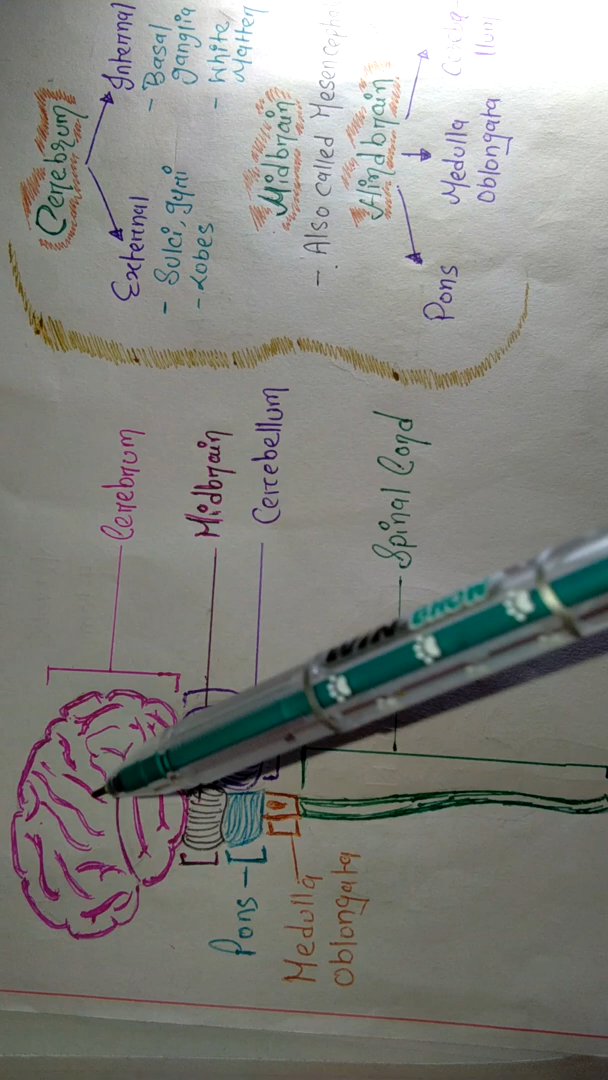 Cerebrum
External
Internal
- Sulci, gyri
- Lobes
- Basal
ganglia
- White
Matter
Midbrain
- Also called
Hindbrain
Pons
Medulla
Oblongata
Cerebrum
Midbrain
Cerebellum
Spinal Cord
Pons
Medulla
Oblongata